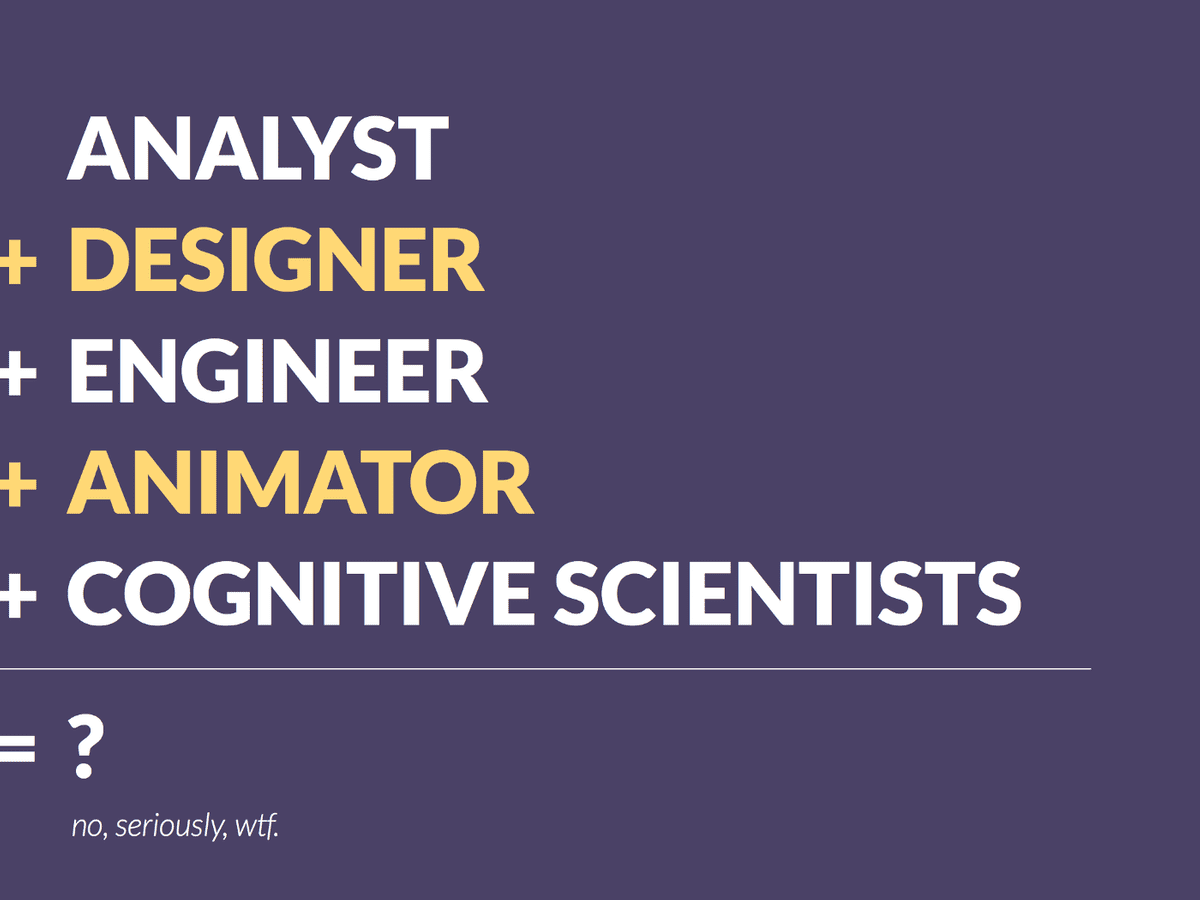 ANALYST
+ DESIGNER
+ ENGINEER
+ ANIMATOR
+ COGNITIVE SCIENTISTS
= ?
no, seriously, wtf.